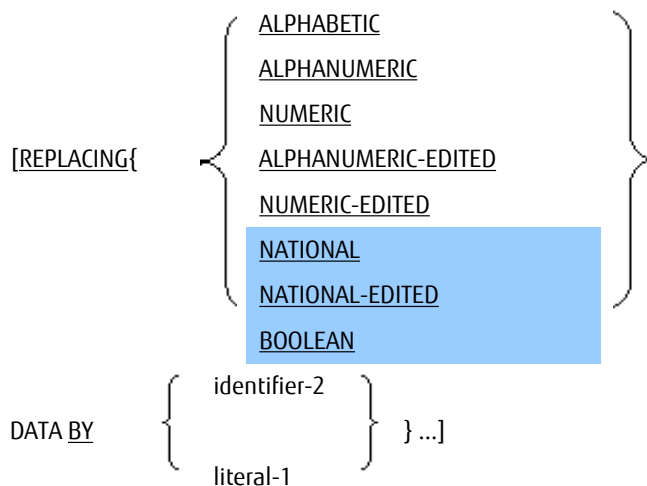 ALPHABETIC
ALPHANUMERIC
NUMERIC
[REPLACING{ ALPHANUMERIC-EDITED
NUMERIC-EDITED
NATIONAL
NATIONAL-EDITED
BOOLEAN
identifier-2
DATA BY } ...]
literal-1